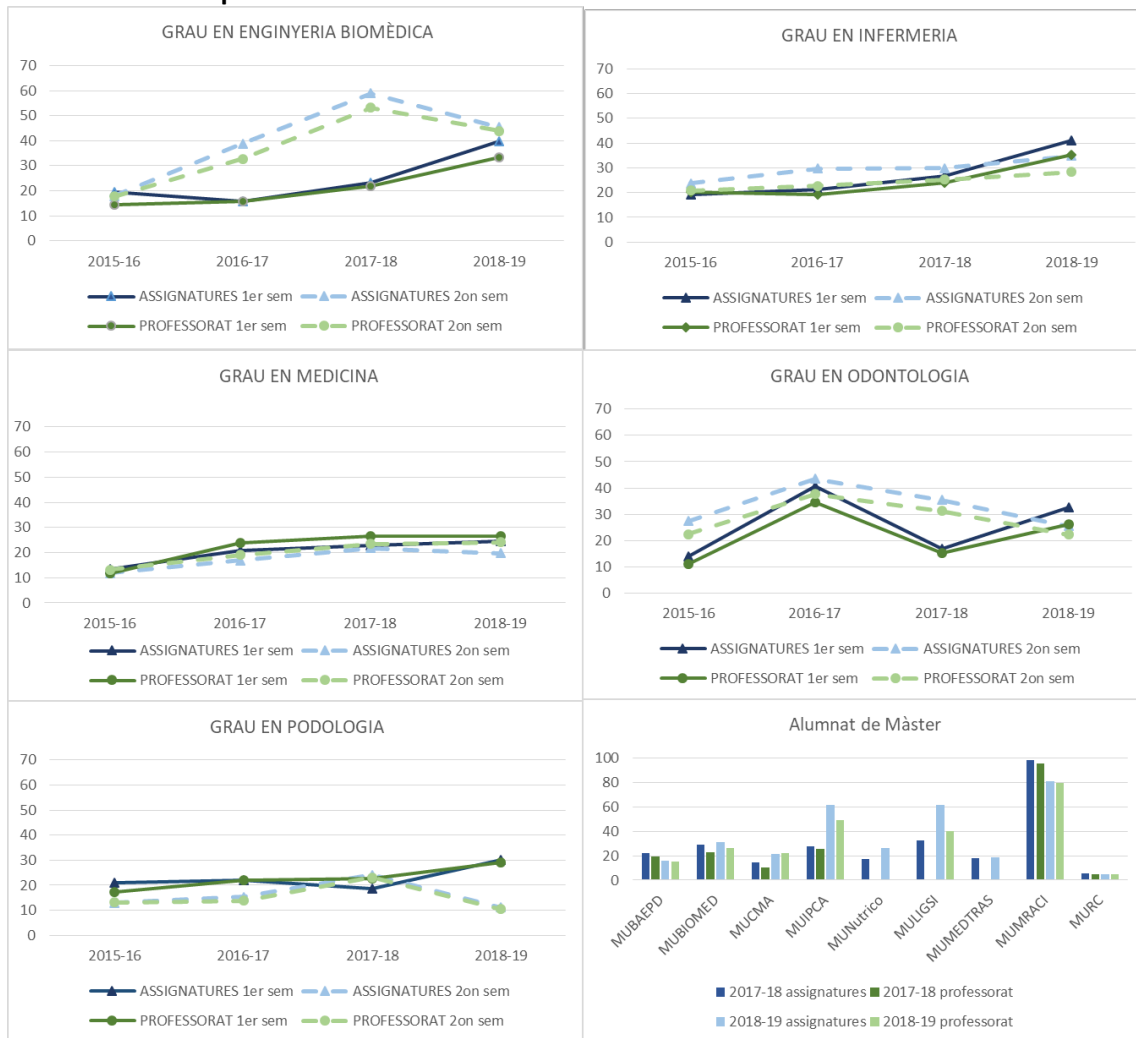 GRAU EN ENGINYERIA BIOMÈDICA
70
60
50
40
30
20
10
0
2015-16 2016-17 2017-18 2018-19
ASSIGNATURES 1er sem ASSIGNATURES 2on sem
PROFESSORAT 1er sem PROFESSORAT 2on sem
GRAU EN INFERMERIA
70
60
50
40
30
20
10
0
2015-16 2016-17 2017-18 2018-19
ASSIGNATURES 1er sem ASSIGNATURES 2on sem
PROFESSORAT 1er sem PROFESSORAT 2on sem
GRAU EN MEDICINA
70
60
50
40
30
20
10
0
2015-16 2016-17 2017-18 2018-19
ASSIGNATURES 1er sem ASSIGNATURES 2on sem
PROFESSORAT 1er sem PROFESSORAT 2on sem
GRAU EN ODONTOLOGIA
70
60
50
40
30
20
10
0
2015-16 2016-17 2017-18 2018-19
ASSIGNATURES 1er sem ASSIGNATURES 2on sem
PROFESSORAT 1er sem PROFESSORAT 2on sem
GRAU EN PODOLOGIA
70
60
50
40
30
20
10
0
2015-16 2016-17 2017-18 2018-19
ASSIGNATURES 1er sem ASSIGNATURES 2on sem
PROFESSORAT 1er sem PROFESSORAT 2on sem
Alumnat de Màster
100
80
60
40
20
0
MUBAEPD MUBIOMED MUCMA MUIPCA MUNutrico MULIGSI MUMEDTRAS MUMRACI MURC
2017-18 assignatures 2017-18 professorat
2018-19 assignatures 2018-19 professorat